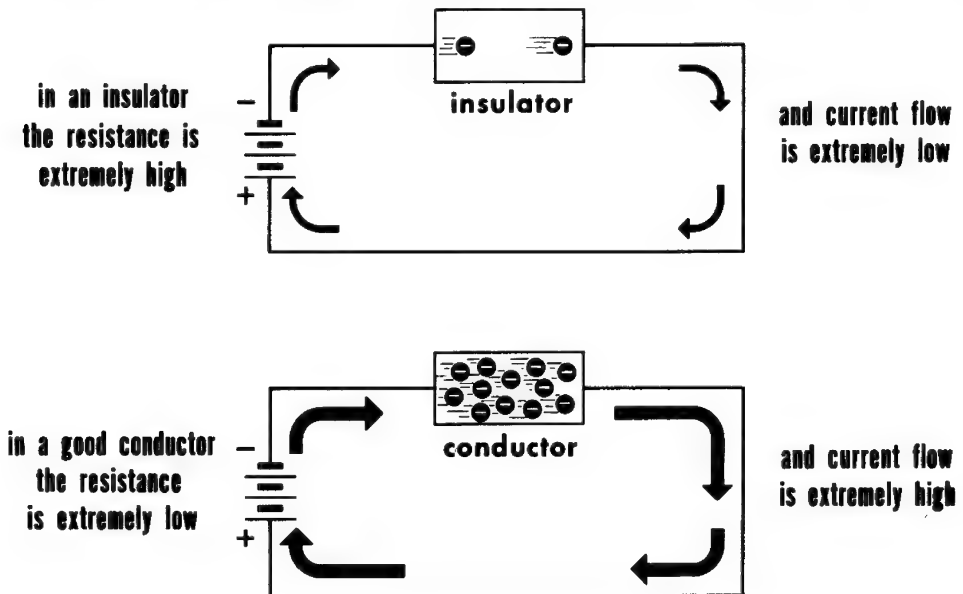 in an insulator
the resistance is
extremely high
−
+
insulator
and current flow
is extremely low
in a good conductor
the resistance
is extremely low
−
+
conductor
and current flow
is extremely high